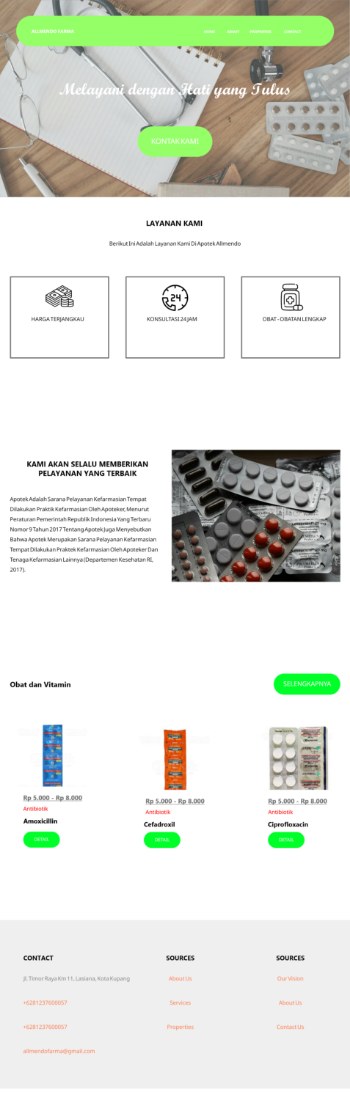 ALLMENDO FARMA
HOME ABOUT PROPERTIES CONTACT
Melayani dengan Hati yang Tulus
KONTAK KAMI
LAYANAN KAMI
Berikut Ini Adalah Layanan Kami Di Apotek Allmendo
24
HARGA TERJANGKAU
KONSULTASI 24 JAM
OBAT - OBATAN LENGKAP
KAMI AKAN SELALU MEMBERIKAN
PELAYANAN YANG TERBAIK
Apotek Adalah Sarana Pelayanan Kefarmasian Tempat
Dilakukan Praktik Kefarmasian Oleh Apoteker, Menurut
Peraturan Pemerintah Republik Indonesia Yang Terbaru
Nomor 9 Tahun 2017 Tentang Apotek Juga Menyebutkan
Bahwa Apotek Merupakan Sarana Pelayanan Kefarmasian
Tempat Dilakukan Praktek Kefarmasian Oleh Apoteker Dan
Tenaga Kefarmasian Lainnya (Departemen Kesehatan RI,
2017).
Obat dan Vitamin
SELENGKAPNYA
Rp 5.000 - Rp 8.000
Antibiotik
Amoxicillin
DETAIL
Rp 5.000 - Rp 8.000
Antibiotik
Cefadroxil
DETAIL
Rp 5.000 - Rp 8.000
Antibiotik
Ciprofloxacin
DETAIL
CONTACT
Jl. Timor Raya Km 11, Lasiana, Kota Kupang
+6281237600057
+6281237600057
allmendafarma@gmail.com
SOURCES
About Us
Services
Properties
SOURCES
Our Vision
About Us
Contact Us